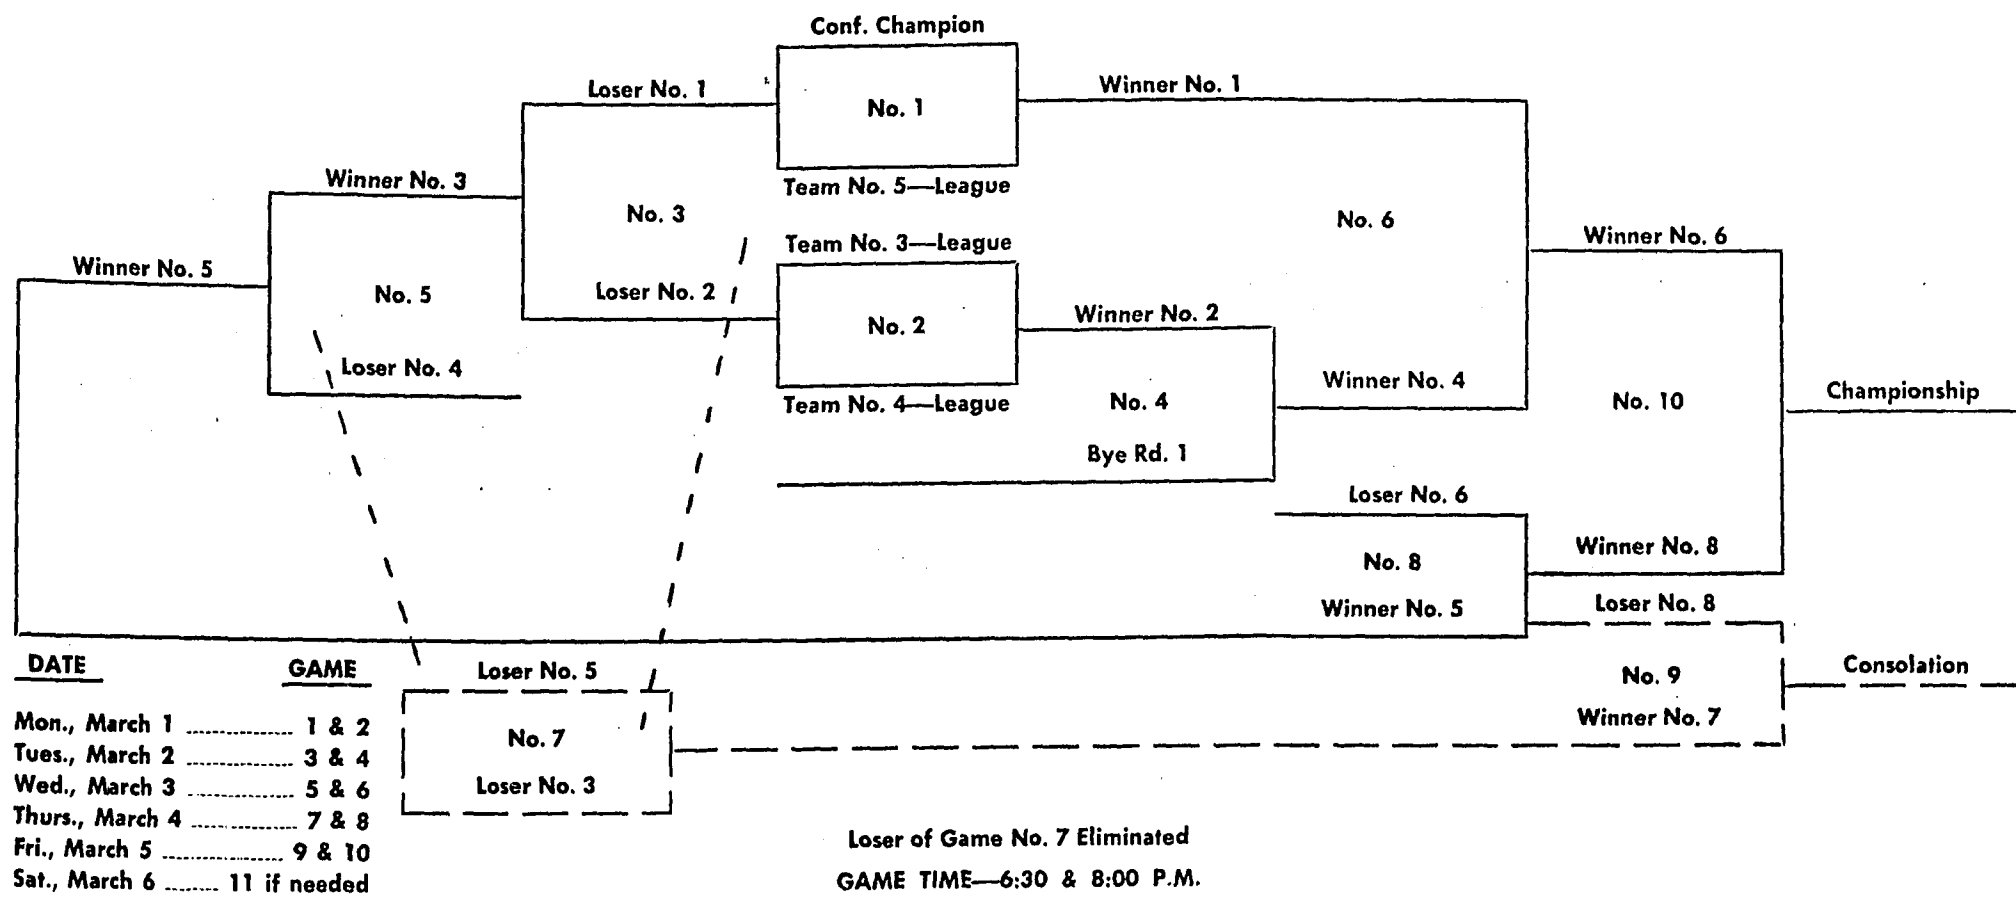 Conf. Champion
Loser No. 1
No. 1
Winner No. 1
Winner No. 3
Team No. 5—League
No. 3
No. 6
Team No. 3—League
Winner No. 6
Winner No. 5
No. 5
Loser No. 2
No. 2
Winner No. 2
Loser No. 4
Winner No. 4
Team No. 4—League
No. 4
No. 10
Championship
Bye Rd. 1
Loser No. 6
No. 8
Winner No. 8
Winner No. 5
Loser No. 8
DATE GAME
Mon., March 1 .............. 1 & 2
Tues., March 2 .............. 3 & 4
Wed., March 3 .............. 5 & 6
Thurs., March 4 .............. 7 & 8
Fri., March 5 ................ 9 & 10
Sat., March 6 ........ 11 if needed
Loser No. 5
No. 7
Loser No. 3
No. 9
Winner No. 7
Consolation
Loser of Game No. 7 Eliminated
GAME TIME—6:30 & 8:00 P.M.